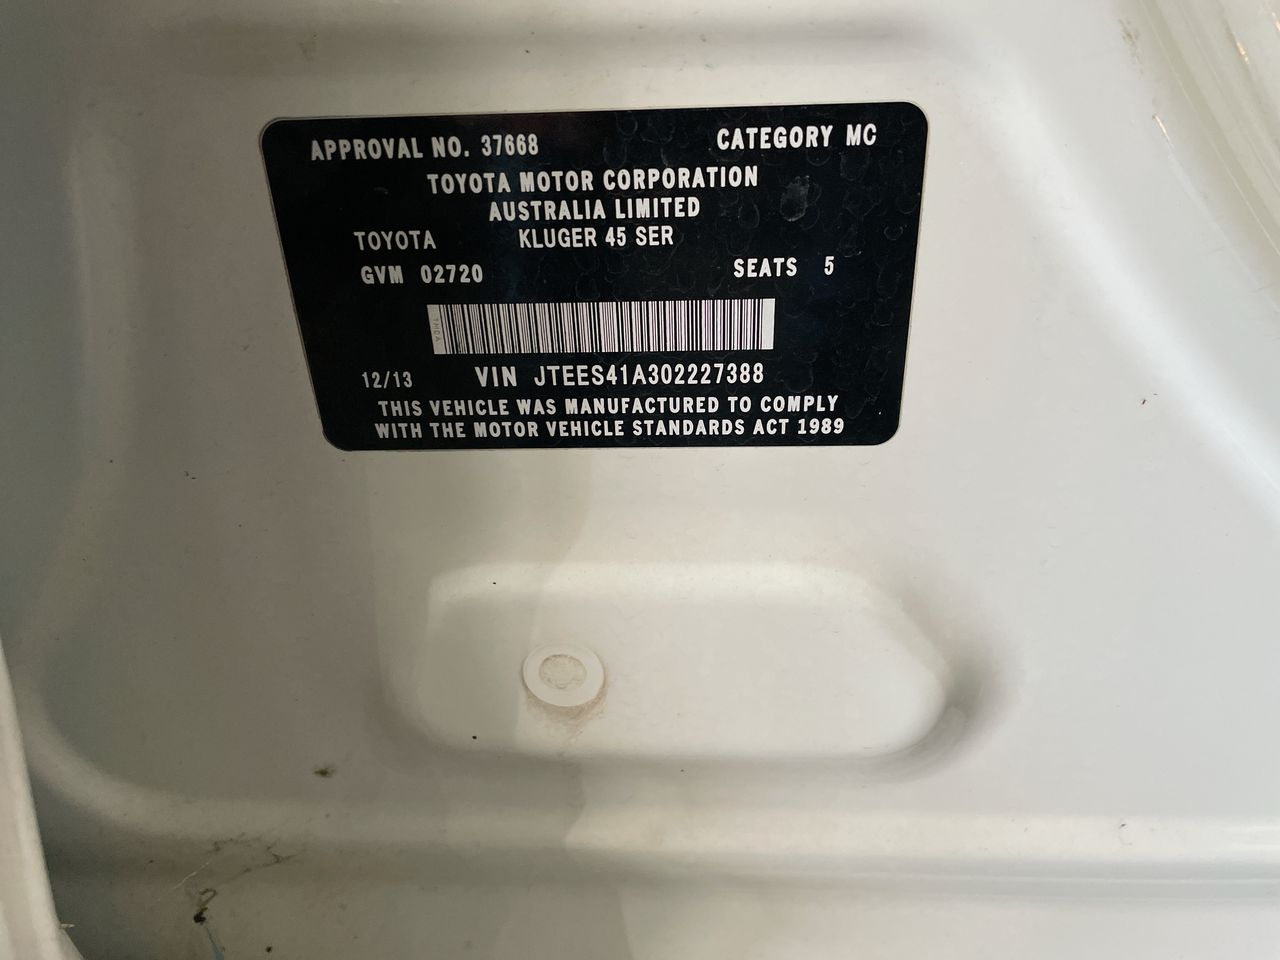 APPROVAL NO. 37668 CATEGORY MC
TOYOTA MOTOR CORPORATION
AUSTRALIA LIMITED
TOYOTA KLUGER 45 SER
GVM 02720 SEATS 5
12/13 VIN JTEES41A302227388
THIS VEHICLE WAS MANUFACTURED TO COMPLY
WITH THE MOTOR VEHICLE STANDARDS ACT 1989